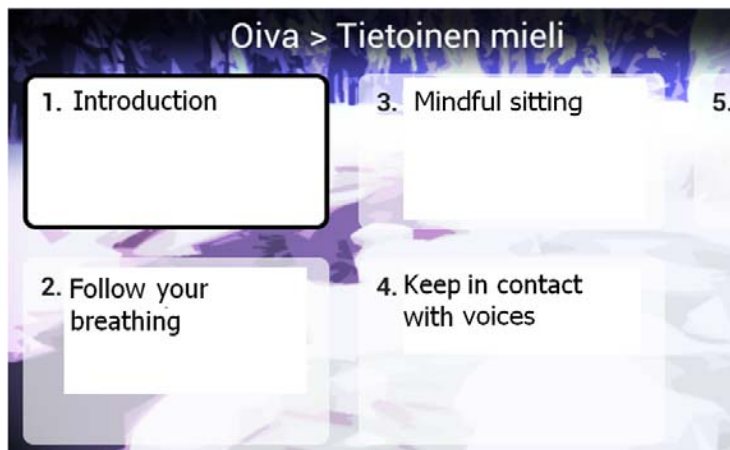 Oiva > Tietoinen mieli
1. Introduction
2. Follow your
breathing
3. Mindful sitting
4. Keep in contact
with voices
5.